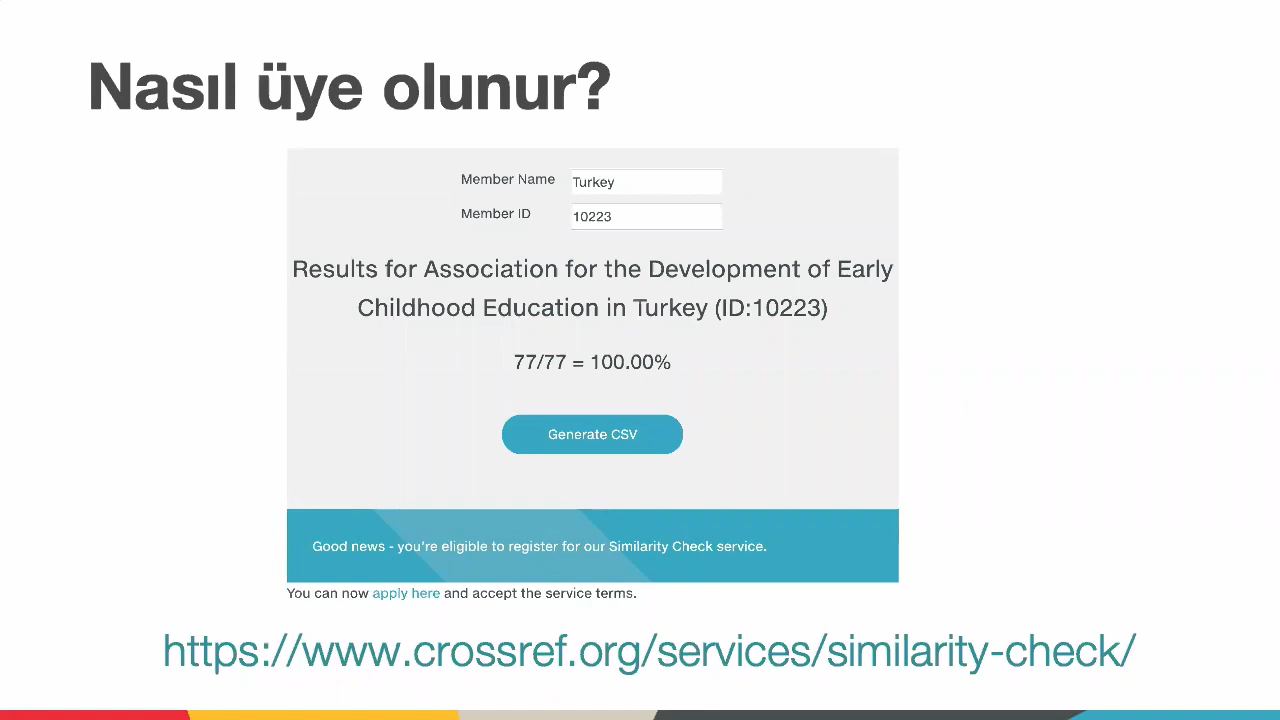 Nasıl üye olunur?
Member Name Turkey
Member ID 10223
Results for Association for the Development of Early
Childhood Education in Turkey (ID:10223)
77/77 = 100.00%
Generate CSV
Good news - you're eligible to register for our Similarity Check service.
You can now apply here and accept the service terms.
https://www.crossref.org/services/similarity-check/